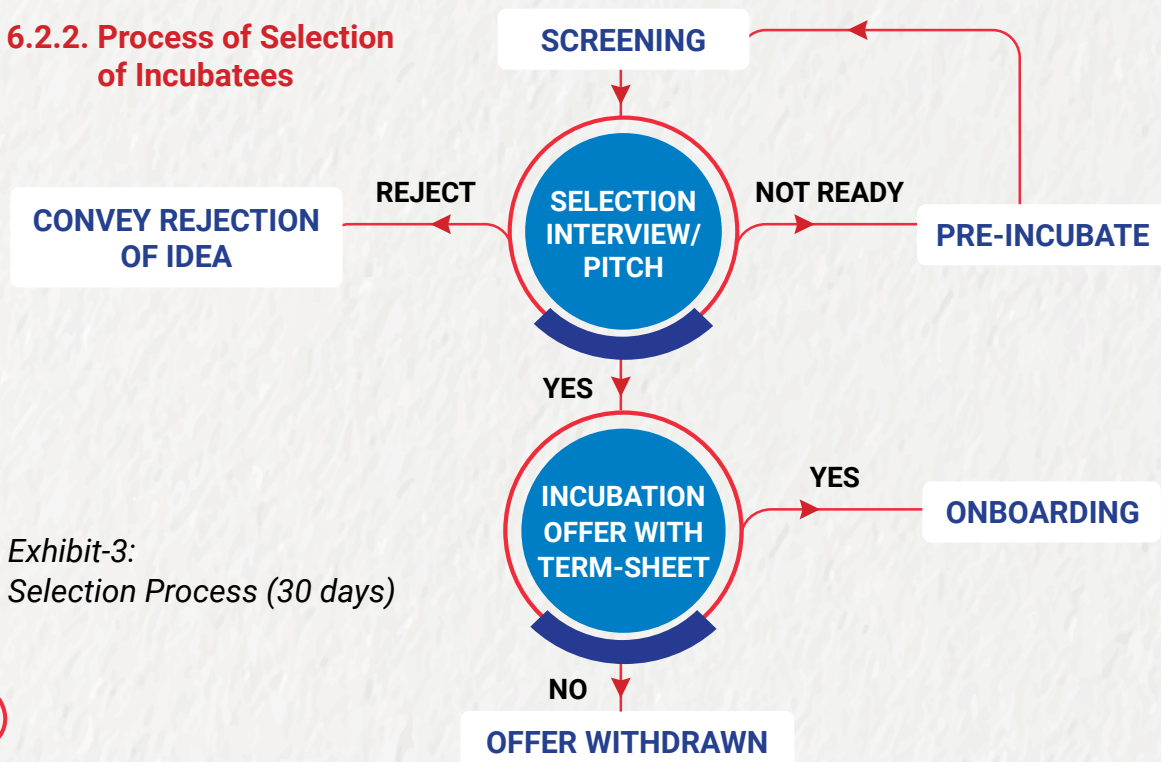 6.2.2. Process of Selection
of Incubatees
SCREENING
REJECT
NOT READY
SELECTION
INTERVIEW/
PITCH
CONVEY REJECTION
OF IDEA
PRE-INCUBATE
YES
INCUBATION
OFFER WITH
TERM-SHEET
YES
ONBOARDING
Exhibit-3:
Selection Process (30 days)
NO
OFFER WITHDRAWN